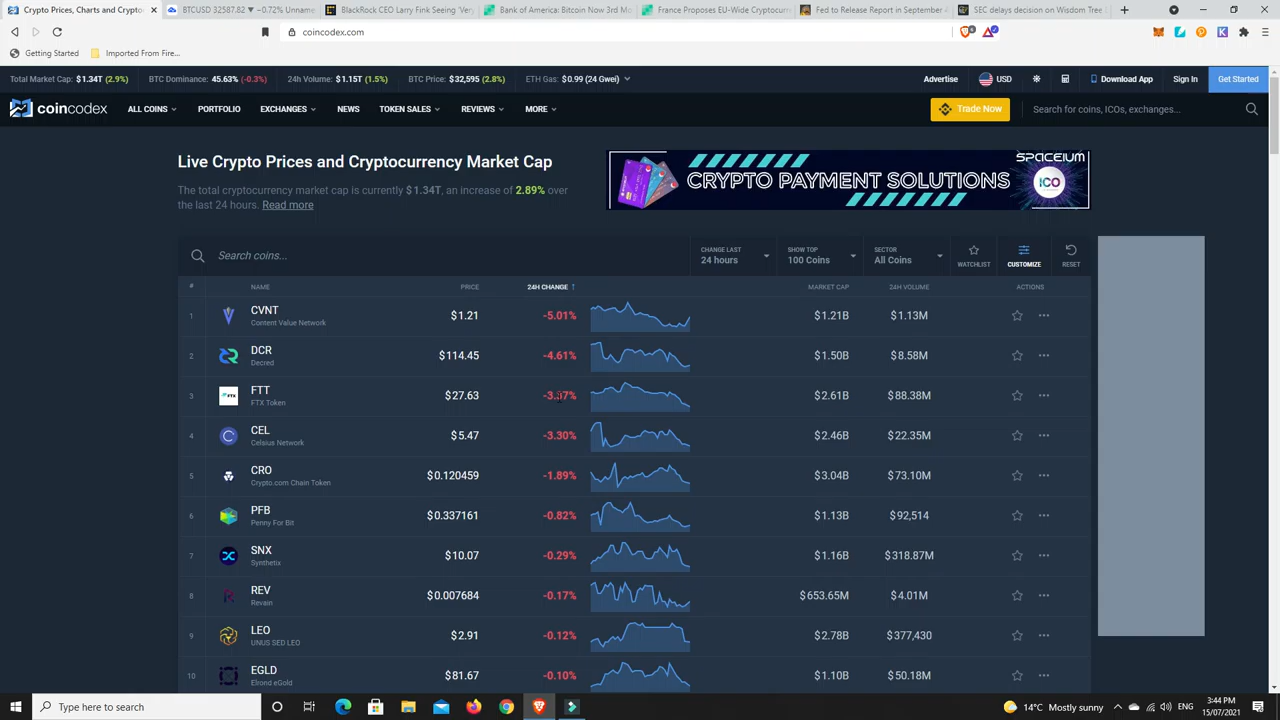 Crypto Prices, Charts and Cryptoc
BTCUSD 32587.82 ▼ −0.72% Unname
BlackRock CEO Larry Fink Seeing 'Very
Bank of America: Bitcoin Now 3rd Mo
France Proposes EU-Wide Cryptocurr
Fed to Release Report in September A
SEC delays decision on Wisdom Tree
coincodex.com
Getting Started
Imported From Fire...
Total Market Cap: $1.34T (2.9%)
BTC Dominance: 45.63% (-0.3%)
24h Volume: $1.15T (1.5%)
BTC Price: $32,595 (2.8%)
ETH Gas: $0.99 (24 Gwei)
Advertise
USD
Download App
Sign In
Get Started
coincodex
ALL COINS
PORTFOLIO
EXCHANGES
NEWS
TOKEN SALES
REVIEWS
MORE
Trade Now
Search for coins, ICOs, exchanges...
Live Crypto Prices and Cryptocurrency Market Cap
The total cryptocurrency market cap is currently $1.34T, an increase of 2.89% over
the last 24 hours. Read more
CRYPTO PAYMENT SOLUTIONS
SPACEIUM
ICO
Search coins...
CHANGE LAST
24 hours
SHOW TOP
100 Coins
SECTOR
All Coins
WATCHLIST
CUSTOMIZE
RESET
# NAME PRICE 24H CHANGE ↑ MARKET CAP 24H VOLUME ACTIONS
1 CVNT $1.21 -5.01% $1.21B $1.13M
Content Value Network
2 DCR $114.45 -4.61% $1.50B $8.58M
Decred
3 FTT $27.63 $2.61B $88.38M
FTX Token
4 CEL $5.47 -3.30% $2.46B $22.35M
Celsius Network
5 CRO $0.120459 -1.89% $3.04B $73.10M
Crypto.com Chain Token
6 PFB $0.337161 -0.82% $1.13B $92,514
Penny For Bit
7 SNX $10.07 -0.29% $1.16B $318.87M
Synthetix
8 REV $0.007684 -0.17% $653.65M $4.01M
Revain
9 LEO $2.91 -0.12% $2.78B $377,430
UNUS SED LEO
10 EGLD $81.67 -0.10% $1.10B $50.18M
Elrond eGold
Type here to search
14°C Mostly sunny
ENG
3:44 PM
15/07/2021